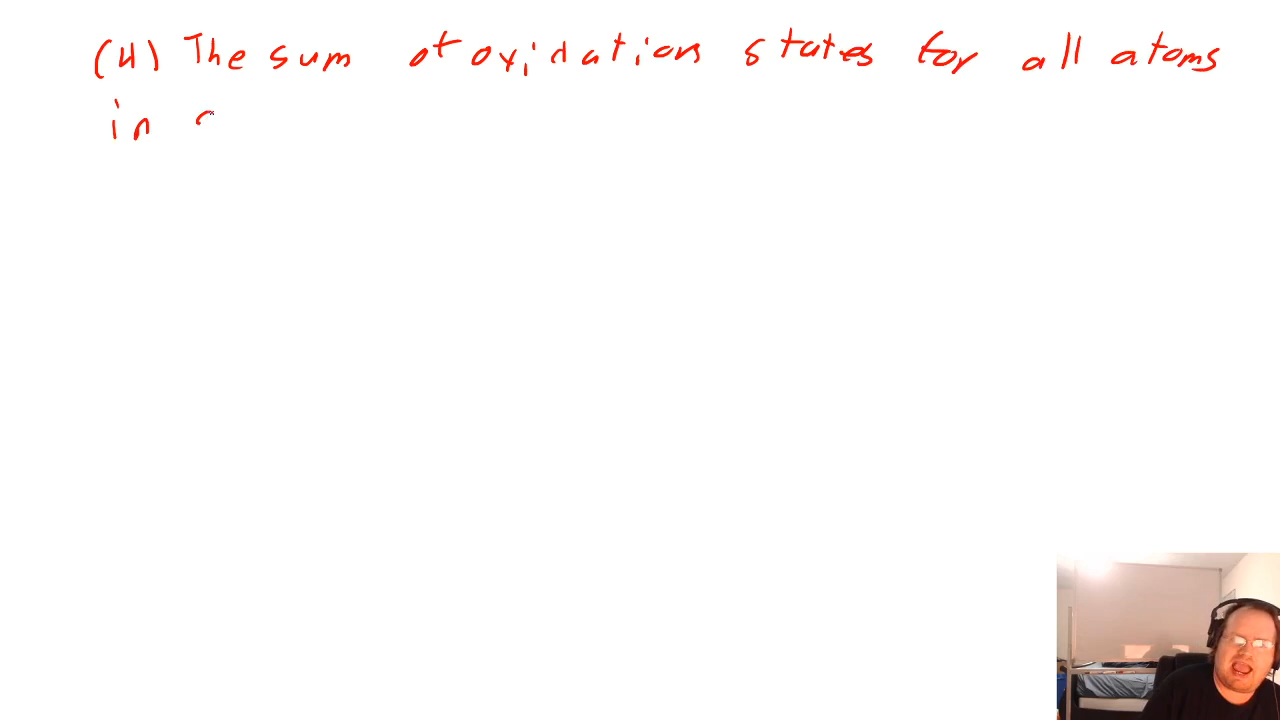 (4) The sum of oxidation states for all atoms
in